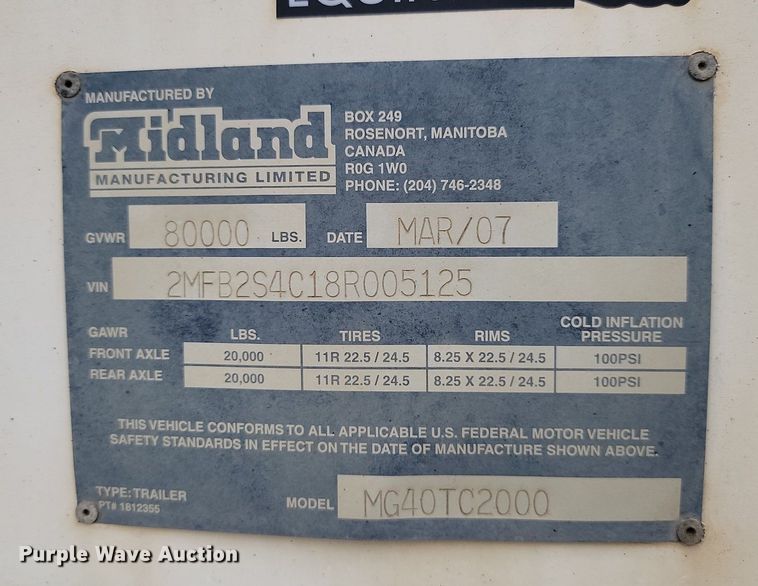 MANUFACTURED BY
Midland
MANUFACTURING LIMITED
BOX 249
ROSENORT, MANITOBA
CANADA
R0G 1W0
PHONE: (204) 746-2348
GVWR 80000 LBS. DATE MAR/07
VIN 2MFB2S4C18R005125
GAWR LBS. TIRES RIMS COLD INFLATION PRESSURE
FRONT AXLE 20,000 11R 22.5 / 24.5 8.25 X 22.5 / 24.5 100PSI
REAR AXLE 20,000 11R 22.5 / 24.5 8.25 X 22.5 / 24.5 100PSI
THIS VEHICLE CONFORMS TO ALL APPLICABLE U.S. FEDERAL MOTOR VEHICLE
SAFETY STANDARDS IN EFFECT ON THE DATE OF MANUFACTURE SHOWN ABOVE.
TYPE: TRAILER
PT# 1812355
MODEL MG40TC2000
Purple Wave Auction